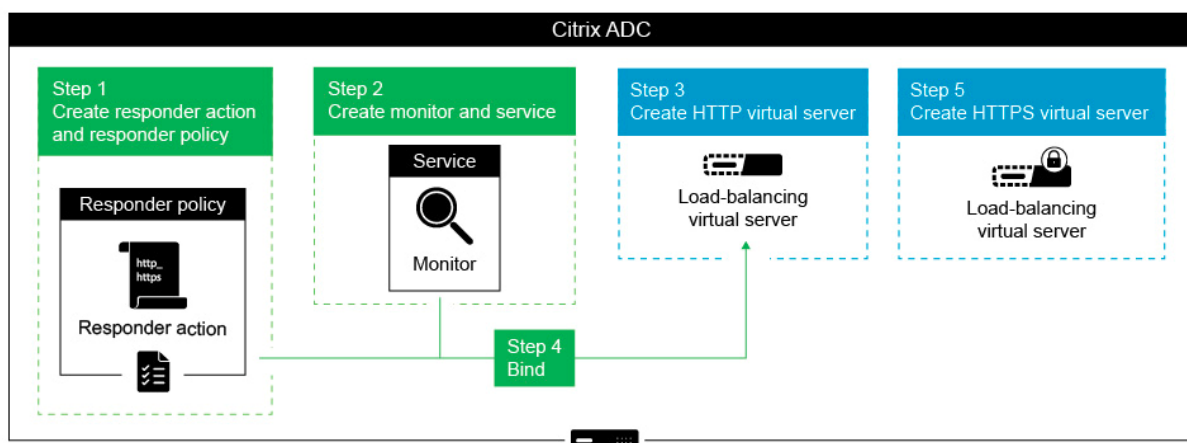 Citrix ADC
Step 1
Create responder action
and responder policy
Responder policy
http_
https
Responder action
Step 2
Create monitor and service
Service
Monitor
Step 3
Create HTTP virtual server
Load-balancing
virtual server
Step 4
Bind
Step 5
Create HTTPS virtual server
Load-balancing
virtual server